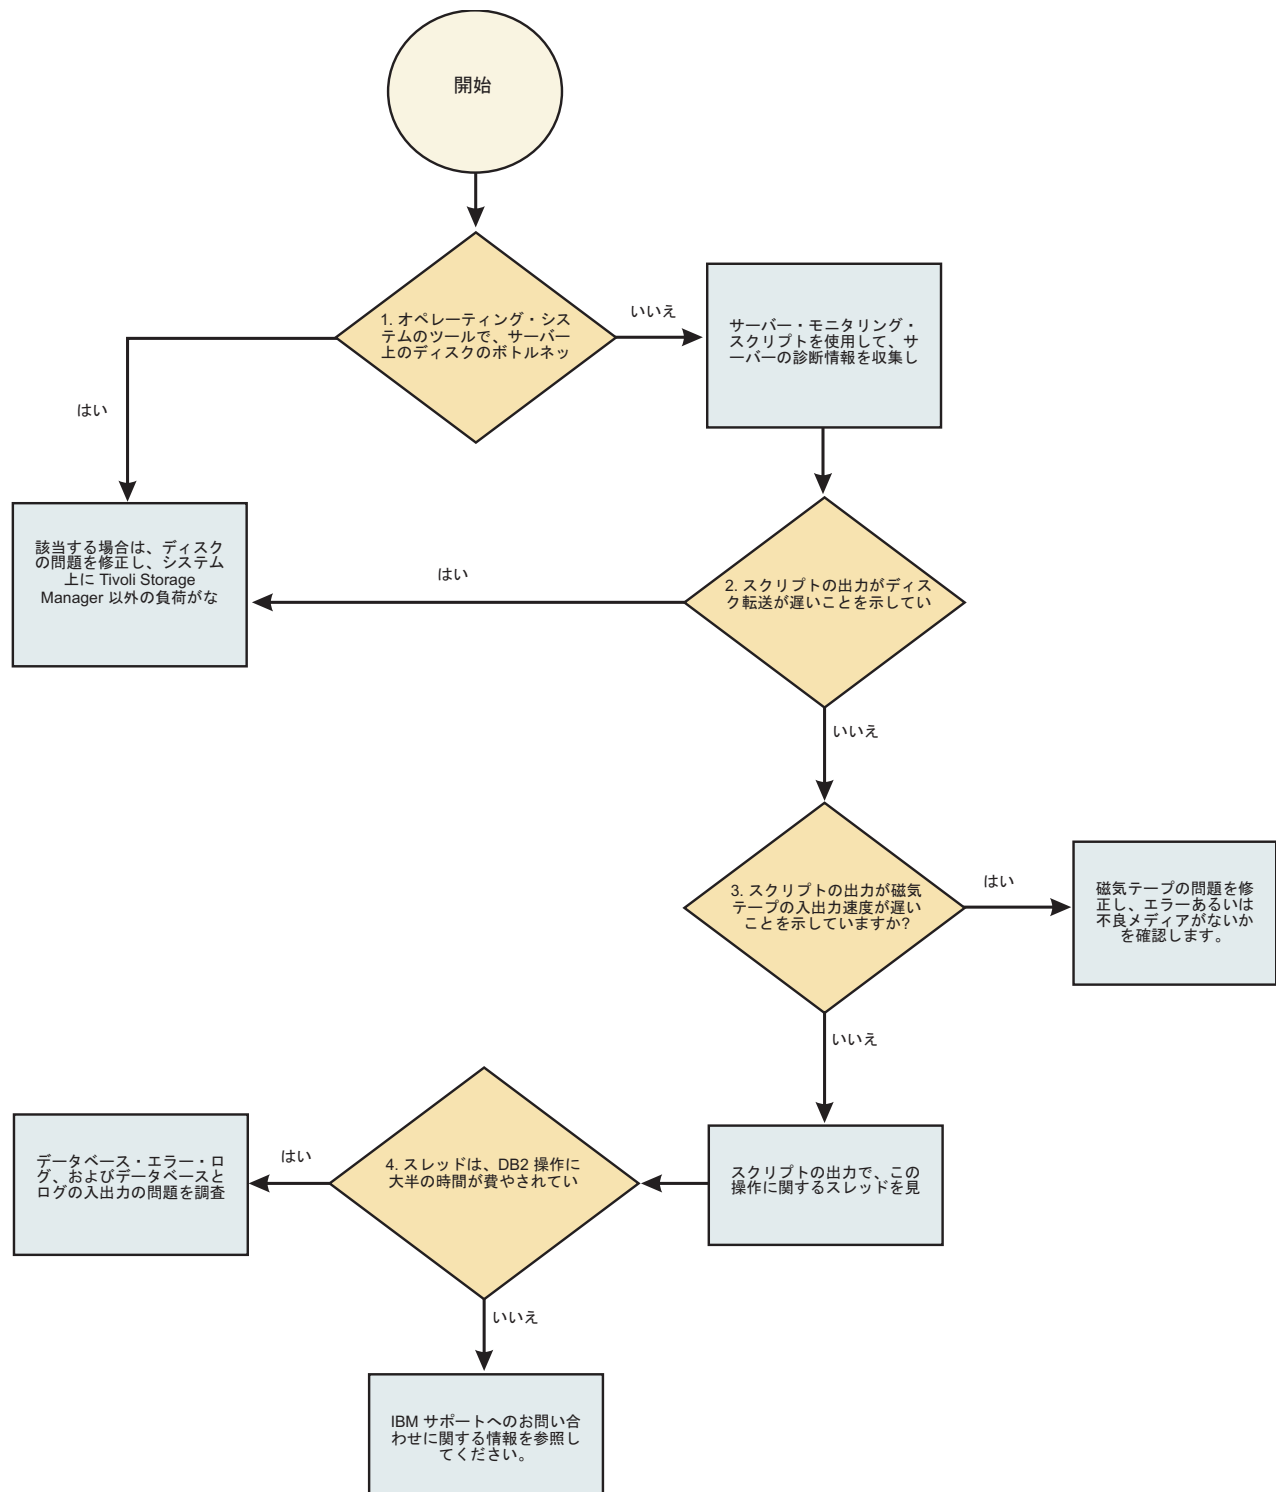 開始
1. オペレーティング・シス
テムのツールで、サーバー
上のディスクのボトルネッ
いいえ
サーバー・モニタリング・
スクリプトを使用して、サ
ーバーの診断情報を収集し
はい
該当する場合は、ディスク
の問題を修正し、システム
上に Tivoli Storage
Manager 以外の負荷がな
はい
2. スクリプトの出力がディス
ク転送が遅いことを示してい
いいえ
3. スクリプトの出力が磁気
テープの入出力速度が遅い
ことを示していますか?
はい
磁気テープの問題を修
正し、エラーあるいは
不良メディアがないか
を確認します。
いいえ
スクリプトの出力で、この
操作に関するスレッドを見
4. スレッドは、DB2 操作に
大半の時間が費やされてい
はい
データベース・エラー・ロ
グ、およびデータベースと
ログの入出力の問題を調査
いいえ
IBM サポートへのお問い合
わせに関する情報を参照し
てください。